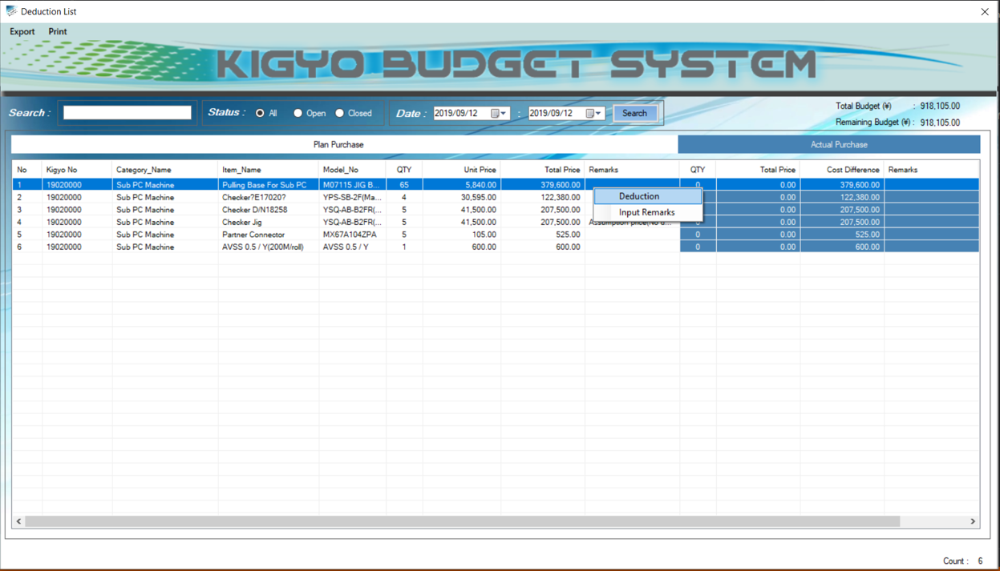 Deduction List
Export Print
KIGYO BUDGET SYSTEM
Search : Status : All Open Closed Date : 2019/09/12 : 2019/09/12 Search
Total Budget (¥) : 918,105.00
Remaining Budget (¥) : 918,105.00
Plan Purchase Actual Purchase
No Kigyo No Category_Name Item_Name Model_No QTY Unit Price Total Price Remarks QTY Total Price Cost Difference Remarks
1 19020000 Sub PC Machine Pulling Base For Sub PC M07115 JIG B... 65 5,840.00 379,600.00 0 0.00 379,600.00
2 19020000 Sub PC Machine Checker?E17020? YPS-SB-2F(Ma... 4 30,595.00 122,380.00 0.00 122,380.00
3 19020000 Sub PC Machine Checker D/N18258 YSQ-AB-B2FR(... 5 41,500.00 207,500.00 0.00 207,500.00
4 19020000 Sub PC Machine Checker Jig YSQ-AB-B2FR(... 5 41,500.00 207,500.00 Assumption price(No d... 0 0.00 207,500.00
5 19020000 Sub PC Machine Partner Connector MX67A104ZPA 5 105.00 525.00 0 0.00 525.00
6 19020000 Sub PC Machine AVSS 0.5 / Y(200M/roll) AVSS 0.5 / Y 1 600.00 600.00 0 0.00 600.00
Deduction
Input Remarks
Count : 6